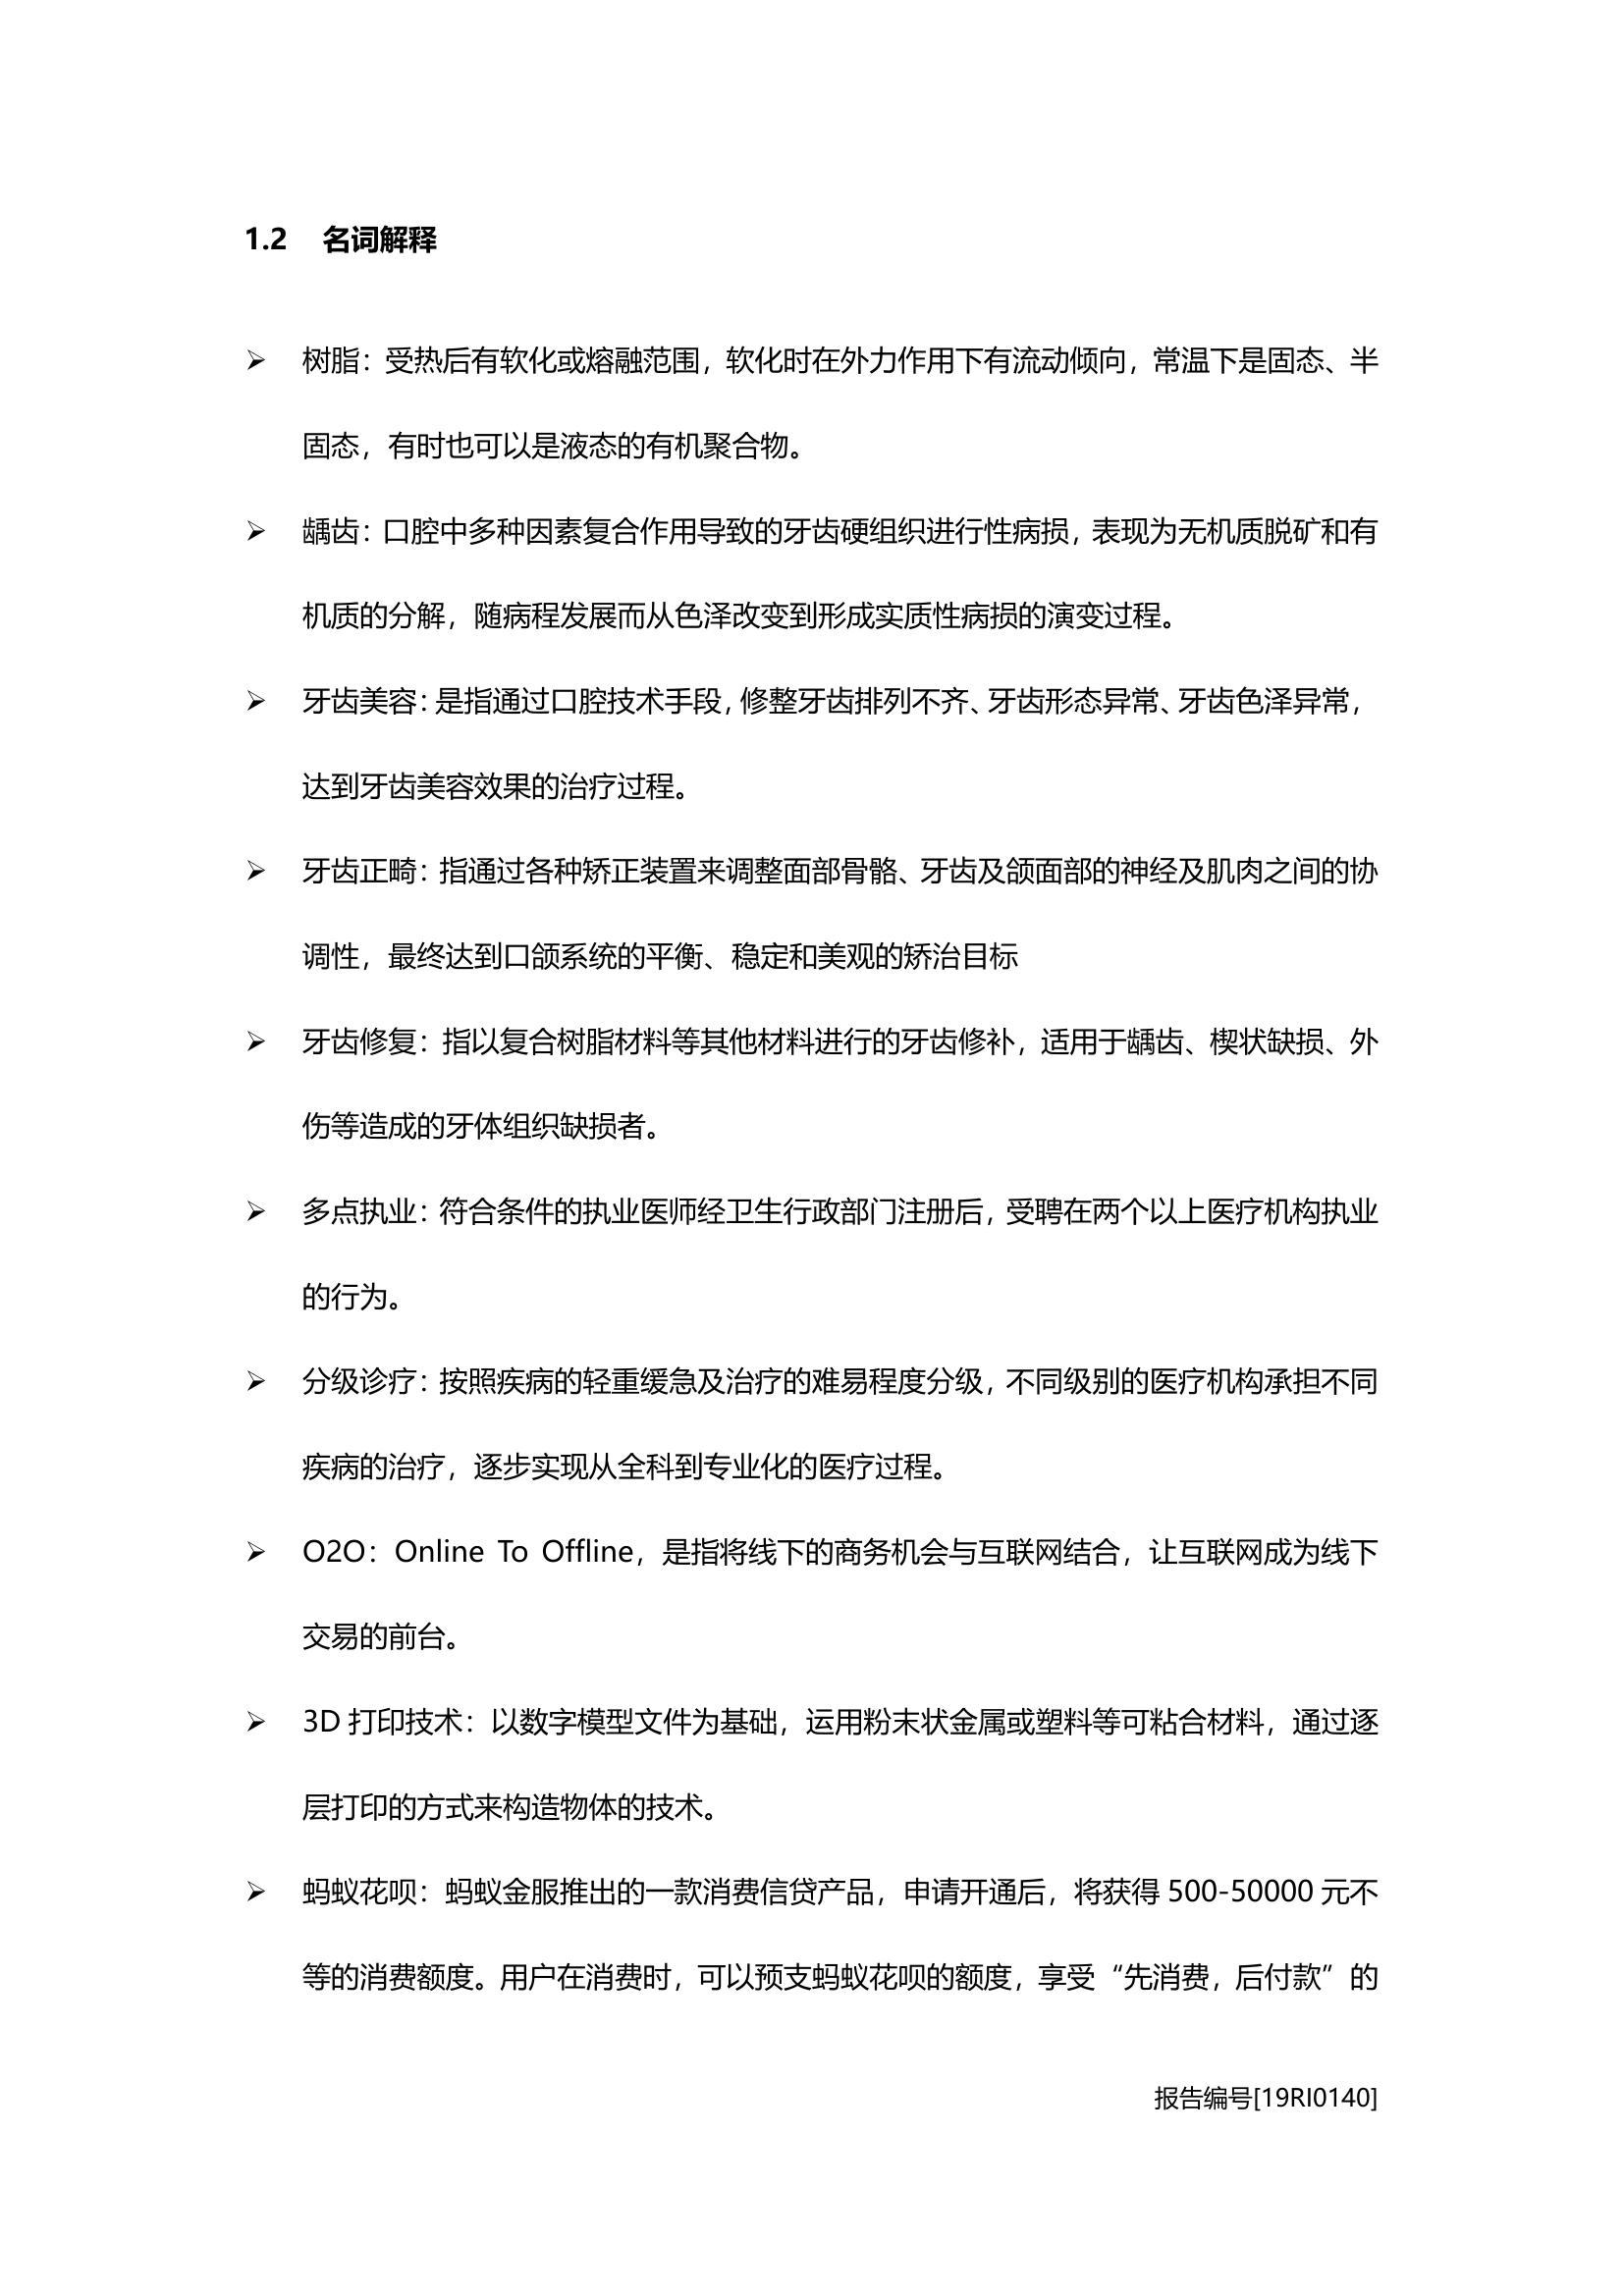 1.2 名词解释
➢ 树脂：受热后有软化或熔融范围，软化时在外力作用下有流动倾向，常温下是固态、半
固态，有时也可以是液态的有机聚合物。
➢ 龋齿：口腔中多种因素复合作用导致的牙齿硬组织进行性病损，表现为无机质脱矿和有
机质的分解，随病程发展而从色泽改变到形成实质性病损的演变过程。
➢ 牙齿美容：是指通过口腔技术手段，修整牙齿排列不齐、牙齿形态异常、牙齿色泽异常，
达到牙齿美容效果的治疗过程。
➢ 牙齿正畸：指通过各种矫正装置来调整面部骨骼、牙齿及颌面部的神经及肌肉之间的协
调性，最终达到口颌系统的平衡、稳定和美观的矫治目标
➢ 牙齿修复：指以复合树脂材料等其他材料进行的牙齿修补，适用于龋齿、楔状缺损、外
伤等造成的牙体组织缺损者。
➢ 多点执业：符合条件的执业医师经卫生行政部门注册后，受聘在两个以上医疗机构执业
的行为。
➢ 分级诊疗：按照疾病的轻重缓急及治疗的难易程度分级，不同级别的医疗机构承担不同
疾病的治疗，逐步实现从全科到专业化的医疗过程。
➢ O2O：Online To Offline，是指将线下的商务机会与互联网结合，让互联网成为线下
交易的前台。
➢ 3D 打印技术：以数字模型文件为基础，运用粉末状金属或塑料等可粘合材料，通过逐
层打印的方式来构造物体的技术。
➢ 蚂蚁花呗：蚂蚁金服推出的一款消费信贷产品，申请开通后，将获得 500-50000 元不
等的消费额度。用户在消费时，可以预支蚂蚁花呗的额度，享受“先消费，后付款”的
报告编号[19RI0140]